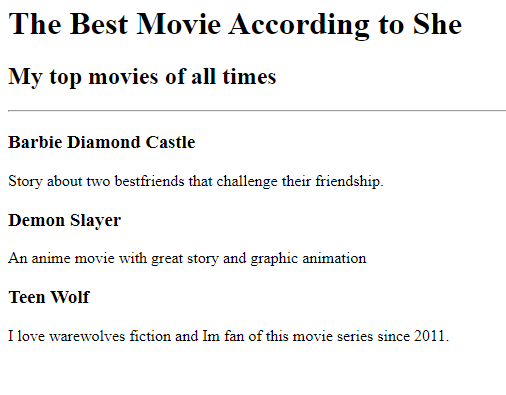 The Best Movie According to She
My top movies of all times
Barbie Diamond Castle
Story about two bestfriends that challenge their friendship.
Demon Slayer
An anime movie with great story and graphic animation
Teen Wolf
I love warewolves fiction and Im fan of this movie series since 2011.